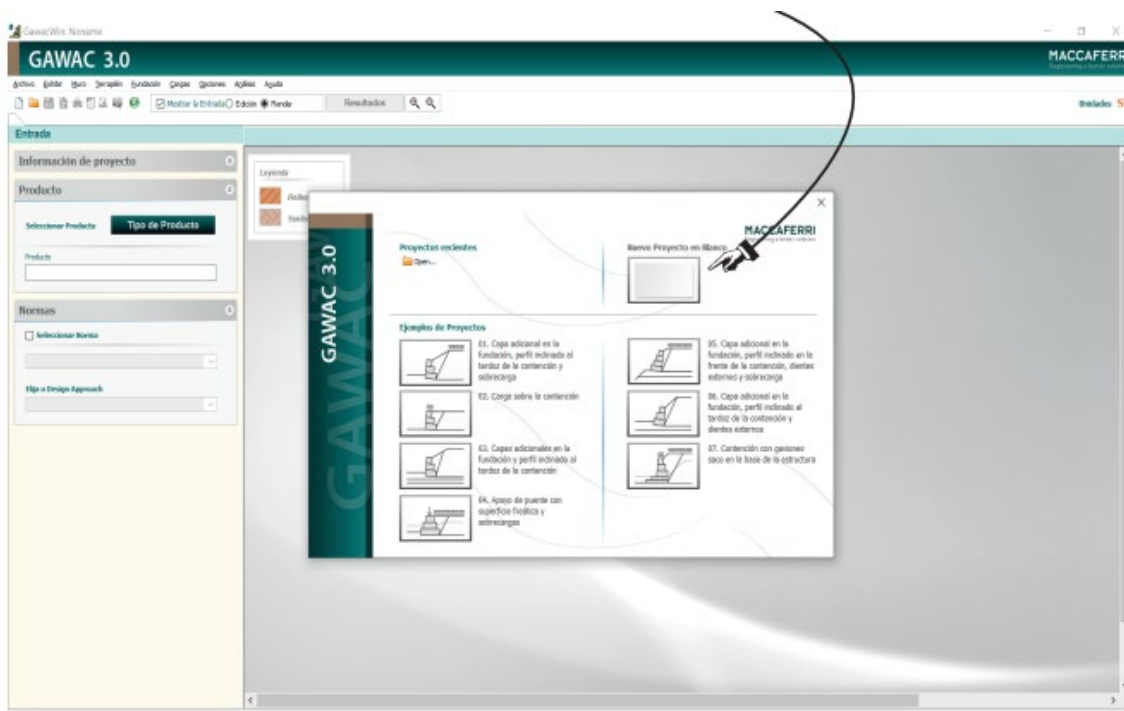 GawacWin: Noname
GAWAC 3.0
MACCAFERRI
Archivo Editar Muro Terraplén Fundación Cargas Opciones Análisis Ayuda
Mostrar la Entrada Edición Render Resultados
Unidades
Entrada
Información de proyecto
Producto
Seleccionar Producto
Tipo de Producto
Producto
Normas
Seleccionar Norma
Elija o Design Approach
Leyenda
GAWAC 3.0
GAWAC
MACCAFERRI
Proyectos recientes
Open...
Nuevo Proyecto en Blanco
Ejemplos de Proyectos
01. Capa adicional en la
fundación, perfil inclinado al
tardoz de la contención y
sobrecarga
02. Carga sobre la contención
03. Capas adicionales en la
fundación y perfil inclinado al
tardoz de la contención
04. Apoyo de puente con
superficie freática y
sobrecargas
05. Capa adicional en la
fundación, perfil inclinado en la
frente de la contención, dientes
externos y sobrecarga
06. Capa adicional en la
fundación, perfil inclinado al
tardoz de la contención y
dientes externos
07. Contención con gaviones
saco en la base de la estructura